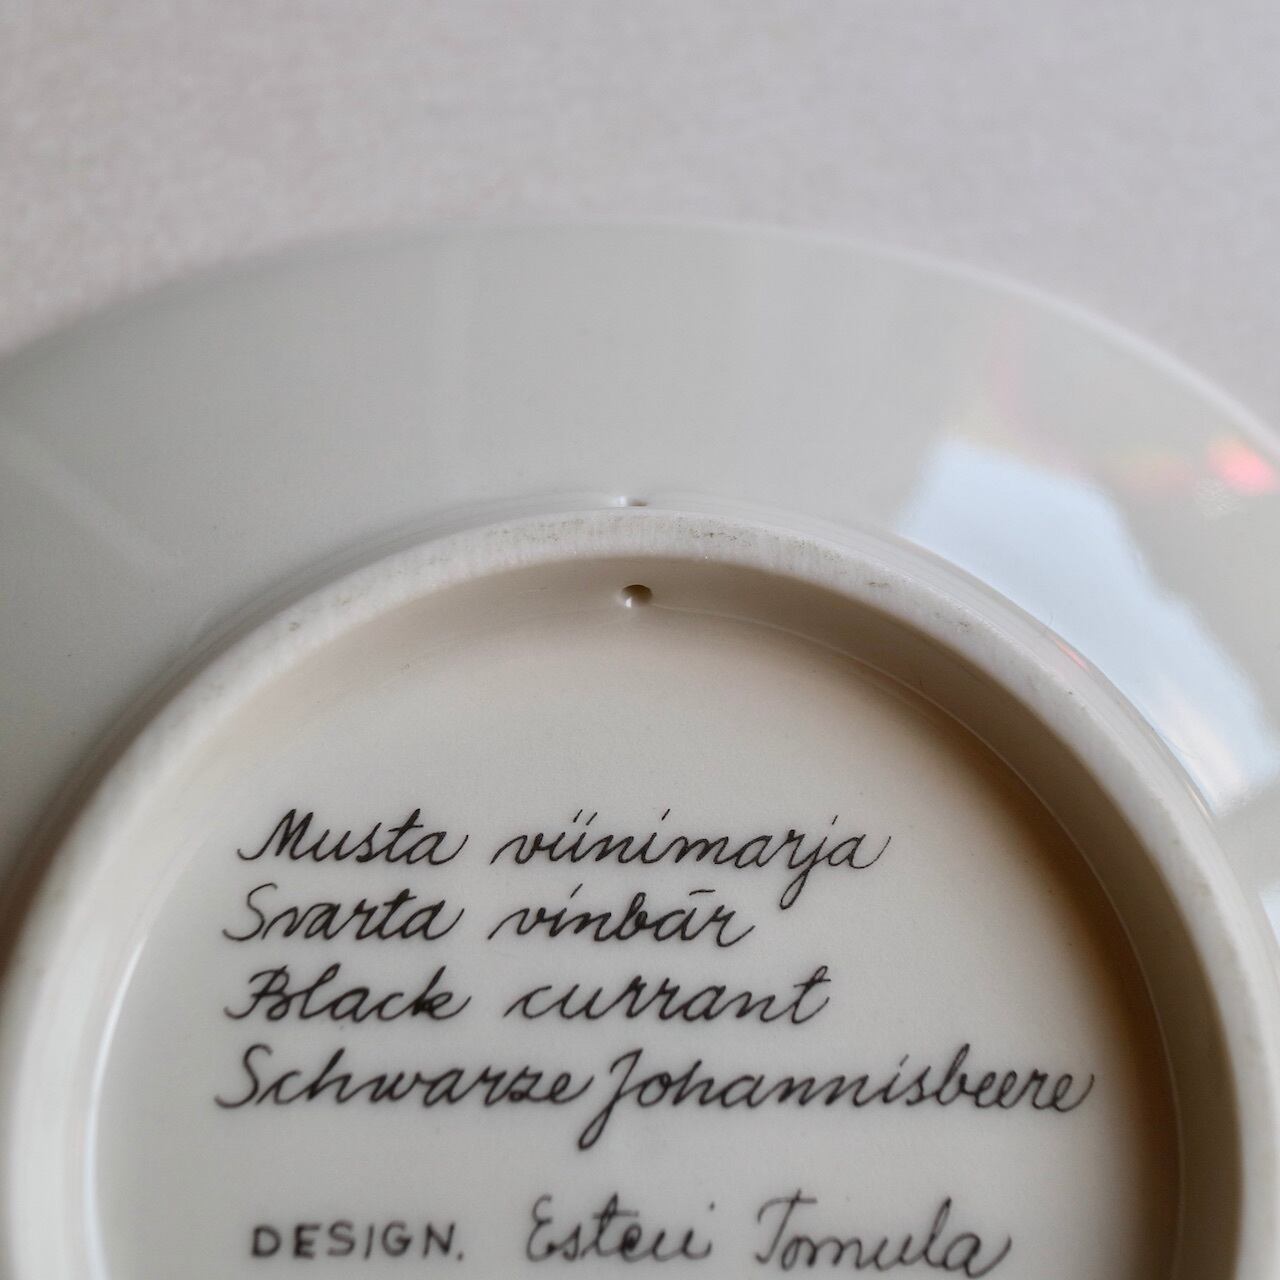 Musta viinimarja
Svarta vinbär
Black currant
Schwarze Johannisbeere
DESIGN. Esteri Tomula